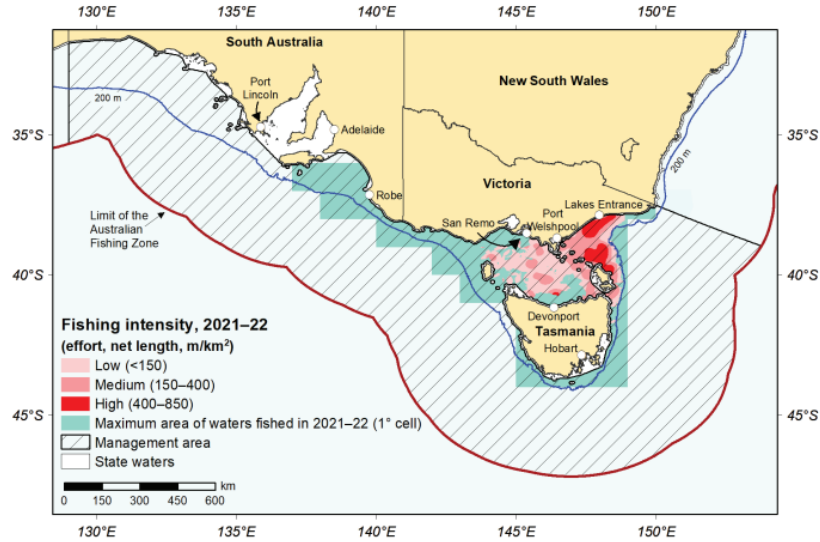 130°E 135°E 140°E 145°E 150°E
South Australia
Port
Lincoln
New South Wales
200 m
35°S
Adelaide
35°S
200 m
Victoria
Robe
Lakes Entrance
Limit of the
Australian
Fishing Zone
San Remo
Port
Welshpool
40°S
40°S
Devonport
Tasmania
Hobart
Fishing intensity, 2021–22
(effort, net length, m/km²)
Low (<150)
Medium (150–400)
High (400–850)
Maximum area of waters fished in 2021–22 (1° cell)
Management area
State waters
45°S
45°S
km
0 150 300 450 600
130°E 135°E 140°E 145°E 150°E